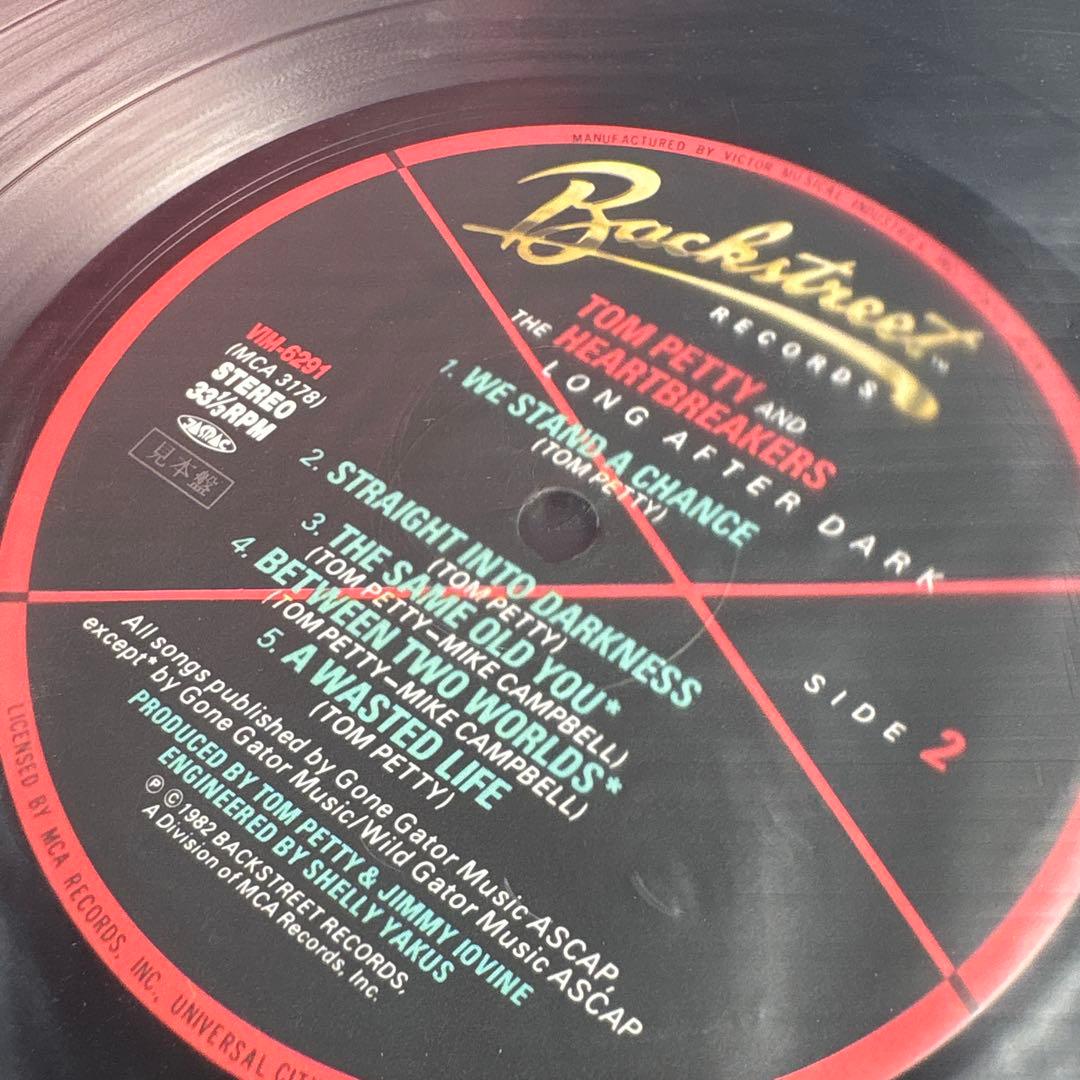 MANUFACTURED BY VICTOR MUSICAL INDUSTRIES, INC.
Backstreet™
RECORDS
TOM PETTY AND
THE HEARTBREAKERS
LONG AFTER DARK
VIM-6291
(MCA 3178)
STEREO
33⅓RPM
JASRAC
見本盤
1. WE STAND A CHANCE
(TOM PETTY)
2. STRAIGHT INTO DARKNESS
(TOM PETTY)
3. THE SAME OLD YOU*
(TOM PETTY–MIKE CAMPBELL)
4. BETWEEN TWO WORLDS*
(TOM PETTY–MIKE CAMPBELL)
5. A WASTED LIFE
(TOM PETTY)
SIDE 2
All songs published by Gone Gator Music ASCAP,
except* by Gone Gator Music/Wild Gator Music ASCAP
PRODUCED BY TOM PETTY & JIMMY IOVINE
ENGINEERED BY SHELLY YAKUS
℗ © 1982 BACKSTREET RECORDS,
A Division of MCA Records, Inc.
LICENSED BY MCA RECORDS, INC., UNIVERSAL